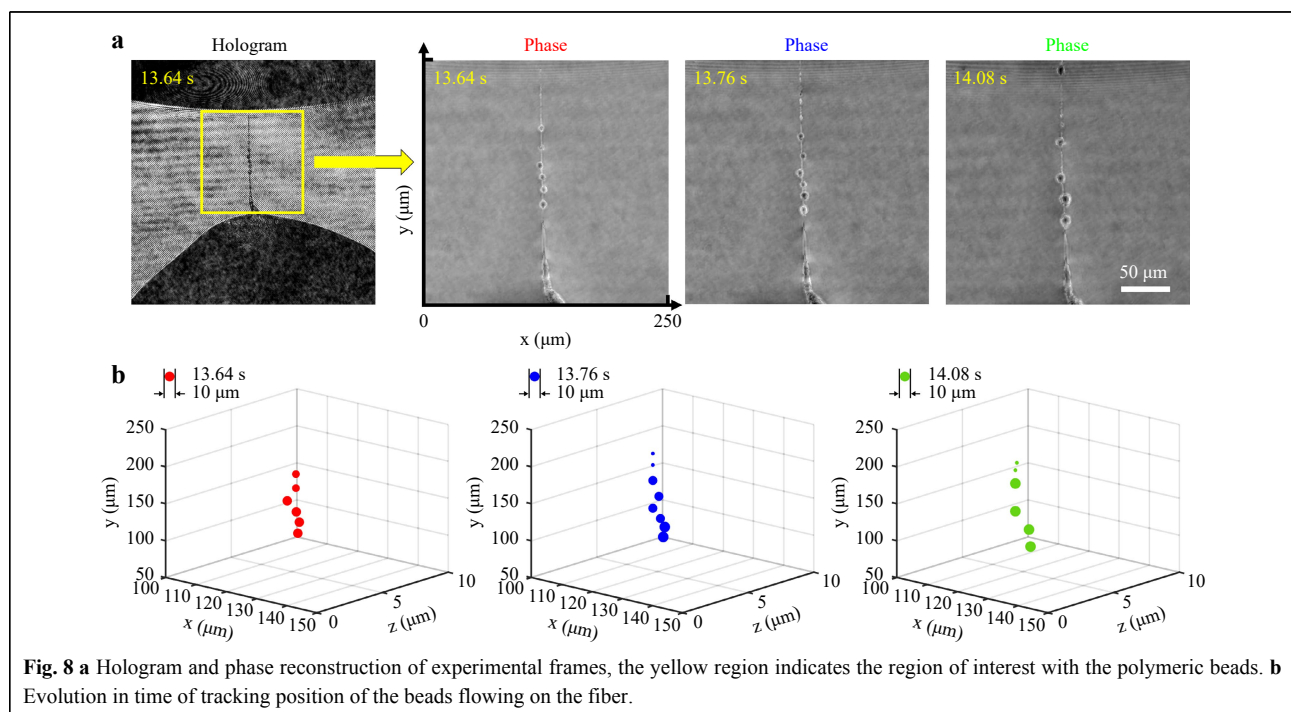 a
Hologram
Phase
Phase
Phase
13.64 s
13.64 s
13.76 s
14.08 s
y (μm)
50 μm
0
250
x (μm)
b
13.64 s
10 μm
250
200
150
100
50
y (μm)
100
110
120
130
140
150
x (μm)
0
5
10
z (μm)
13.76 s
10 μm
250
200
150
100
50
y (μm)
100
110
120
130
140
150
x (μm)
0
5
10
z (μm)
14.08 s
10 μm
250
200
150
100
50
y (μm)
100
110
120
130
140
150
x (μm)
0
5
10
z (μm)
Fig. 8 a Hologram and phase reconstruction of experimental frames, the yellow region indicates the region of interest with the polymeric beads. b
Evolution in time of tracking position of the beads flowing on the fiber.